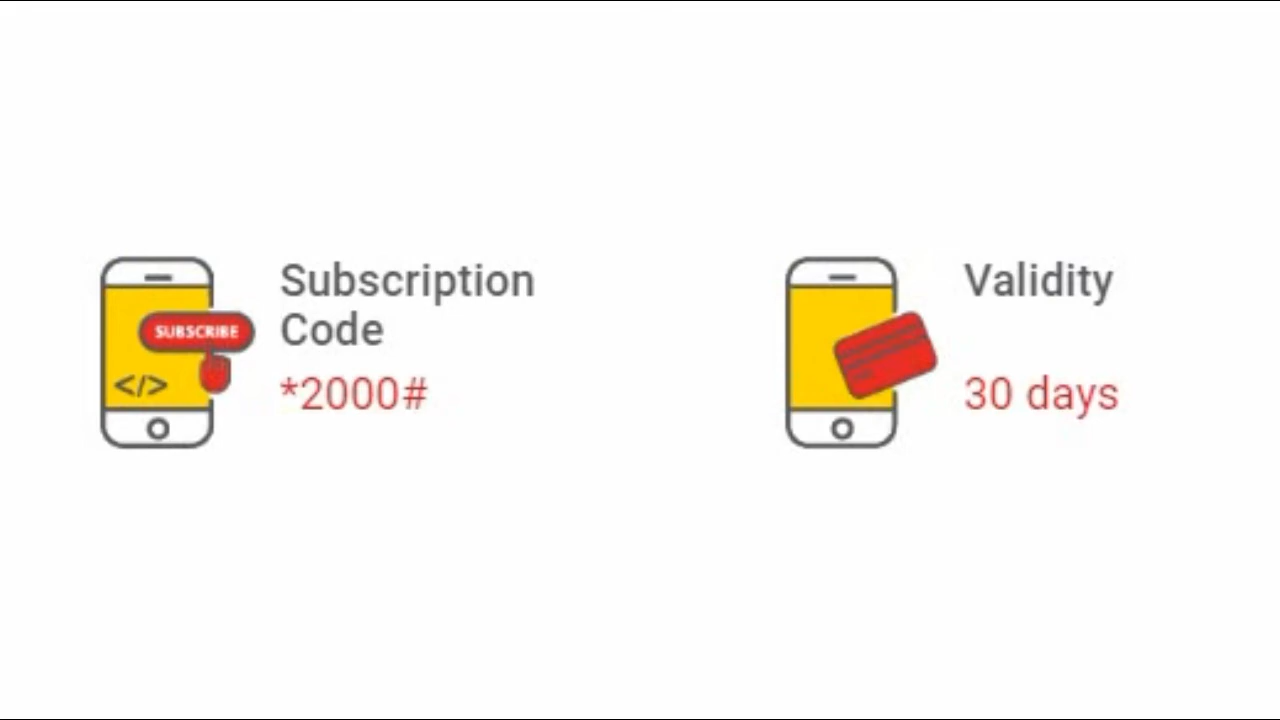 Subscription
Code
*2000#
SUBSCRIBE
</>
Validity
30 days